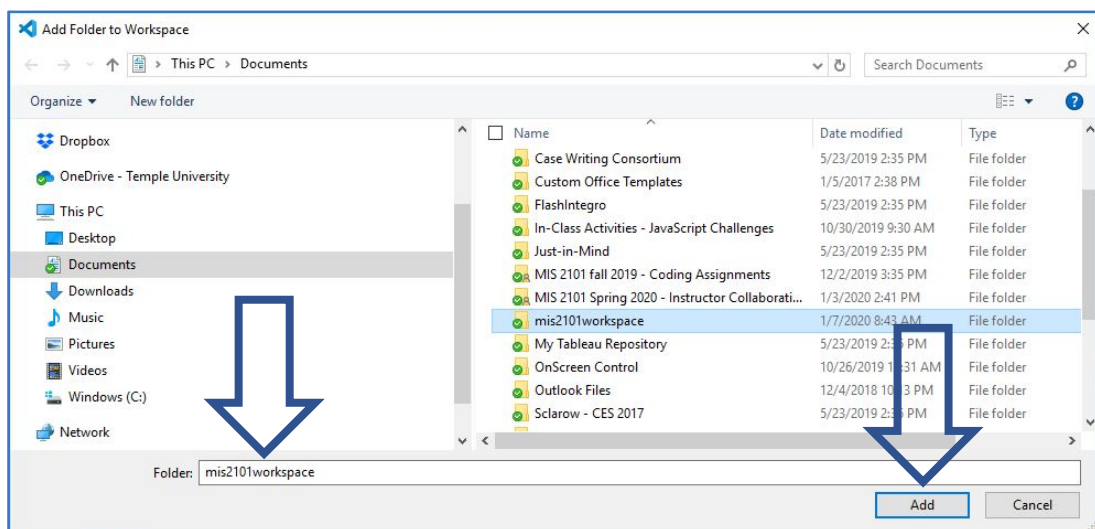 Add Folder to Workspace
This PC > Documents
Search Documents
Organize
New folder
Dropbox
OneDrive - Temple University
This PC
Desktop
Documents
Downloads
Music
Pictures
Videos
Windows (C:)
Network
Name Date modified Type
Case Writing Consortium 5/23/2019 2:35 PM File folder
Custom Office Templates 1/5/2017 2:38 PM File folder
FlashIntegro 5/23/2019 2:35 PM File folder
In-Class Activities - JavaScript Challenges 10/30/2019 9:30 AM File folder
Just-in-Mind 5/23/2019 2:35 PM File folder
MIS 2101 fall 2019 - Coding Assignments 12/2/2019 3:35 PM File folder
MIS 2101 Spring 2020 - Instructor Collaborati... 1/3/2020 2:41 PM File folder
mis2101workspace 1/7/2020 8:43 AM File folder
My Tableau Repository 5/23/2019 PM File folder
OnScreen Control 10/26/2019 AM File folder
Outlook Files 12/4/2018 PM File folder
Sclarow - CES 2017 5/23/2019 PM File folder
Folder: mis2101workspace
Add Cancel